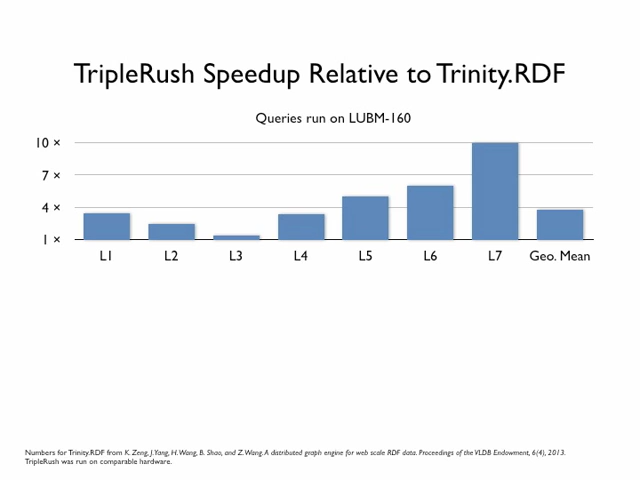 TripleRush Speedup Relative to Trinity.RDF
Queries run on LUBM-160
10 ×
7 ×
4 ×
1 ×
L1 L2 L3 L4 L5 L6 L7 Geo. Mean
Numbers for Trinity.RDF from K. Zeng, J. Yang, H. Wang, B. Shao, and Z. Wang. A distributed graph engine for web scale RDF data. Proceedings of the VLDB Endowment, 6(4), 2013.
TripleRush was run on comparable hardware.